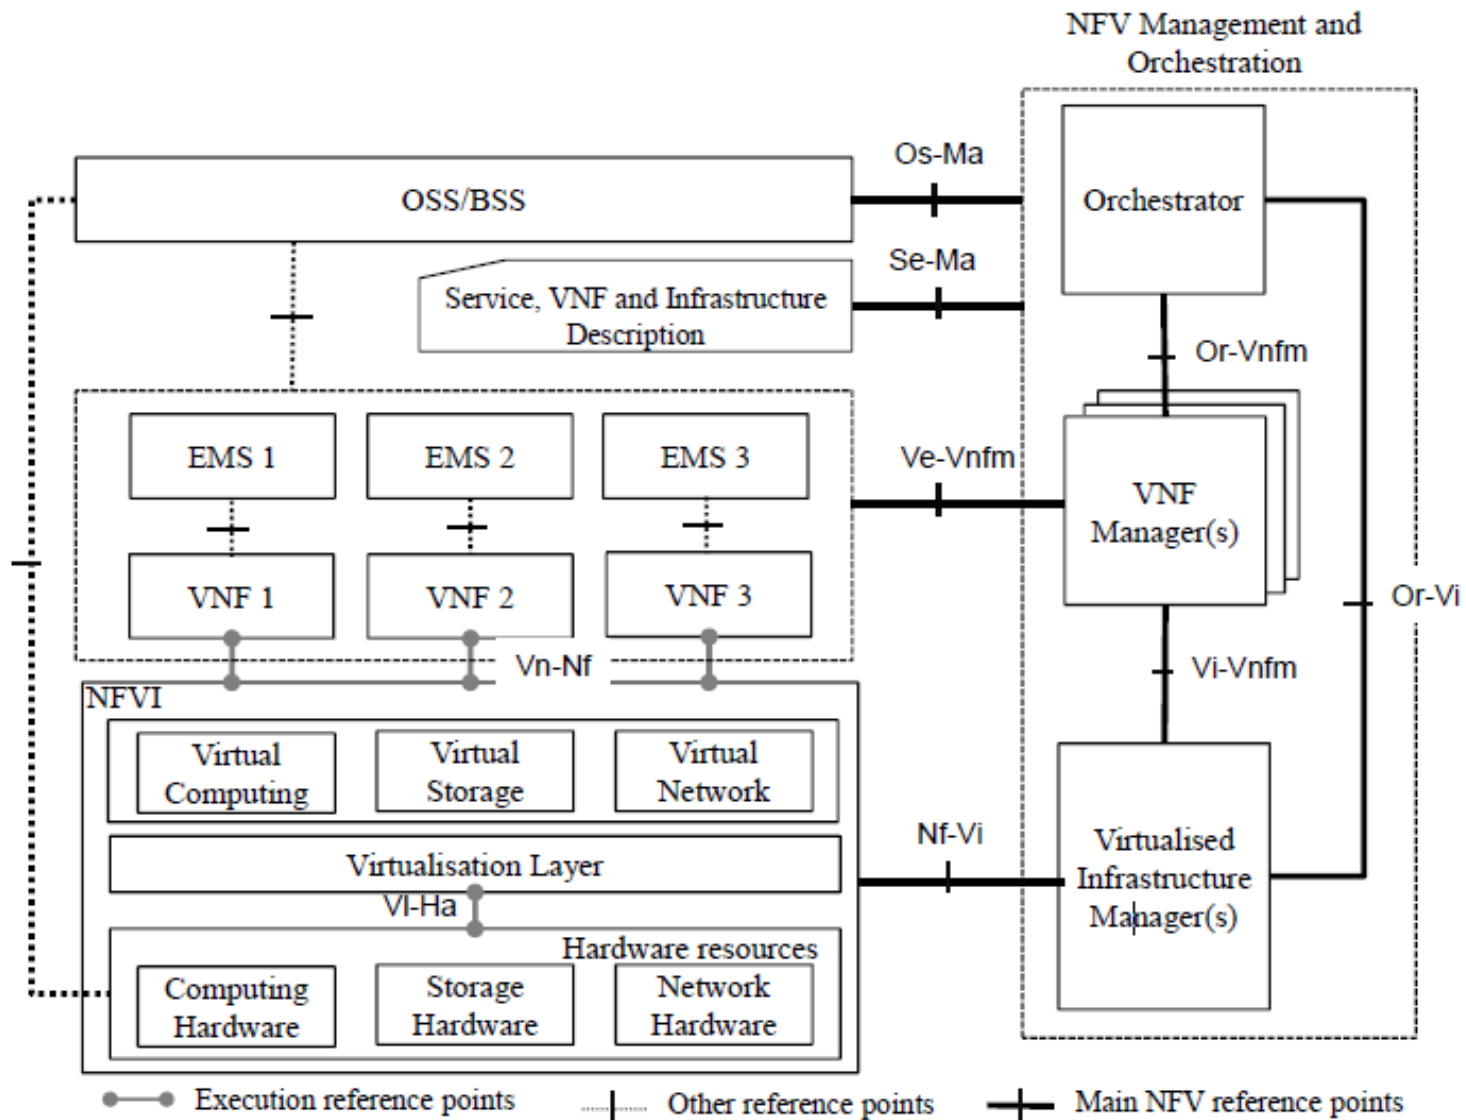 NFV Management and
Orchestration
Os-Ma
OSS/BSS
Orchestrator
Se-Ma
Service, VNF and Infrastructure
Description
Or-Vnfm
EMS 1
EMS 2
EMS 3
Ve-Vnfm
VNF
Manager(s)
VNF 1
VNF 2
VNF 3
Or-Vi
Vn-Nf
Vi-Vnfm
NFVI
Virtual
Computing
Virtual
Storage
Virtual
Network
Nf-Vi
Virtualisation Layer
Virtualised
Infrastructure
Manager(s)
Vl-Ha
Hardware resources
Computing
Hardware
Storage
Hardware
Network
Hardware
Execution reference points
Other reference points
Main NFV reference points